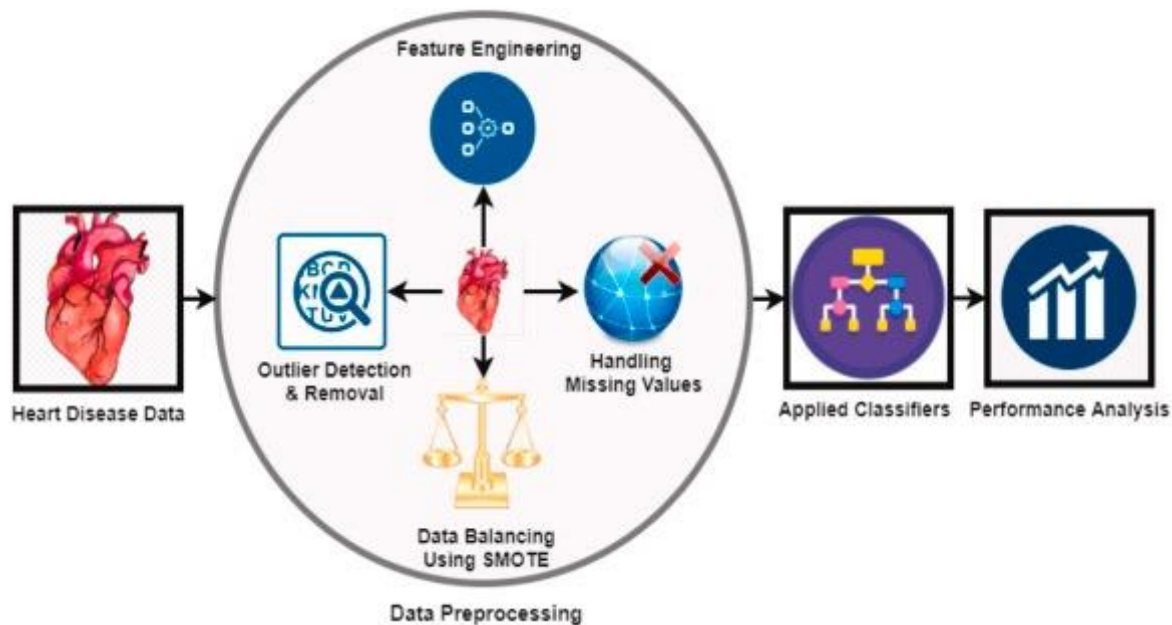 Feature Engineering
Heart Disease Data
Outlier Detection
& Removal
Handling
Missing Values
Data Balancing
Using SMOTE
Data Preprocessing
Applied Classifiers
Performance Analysis